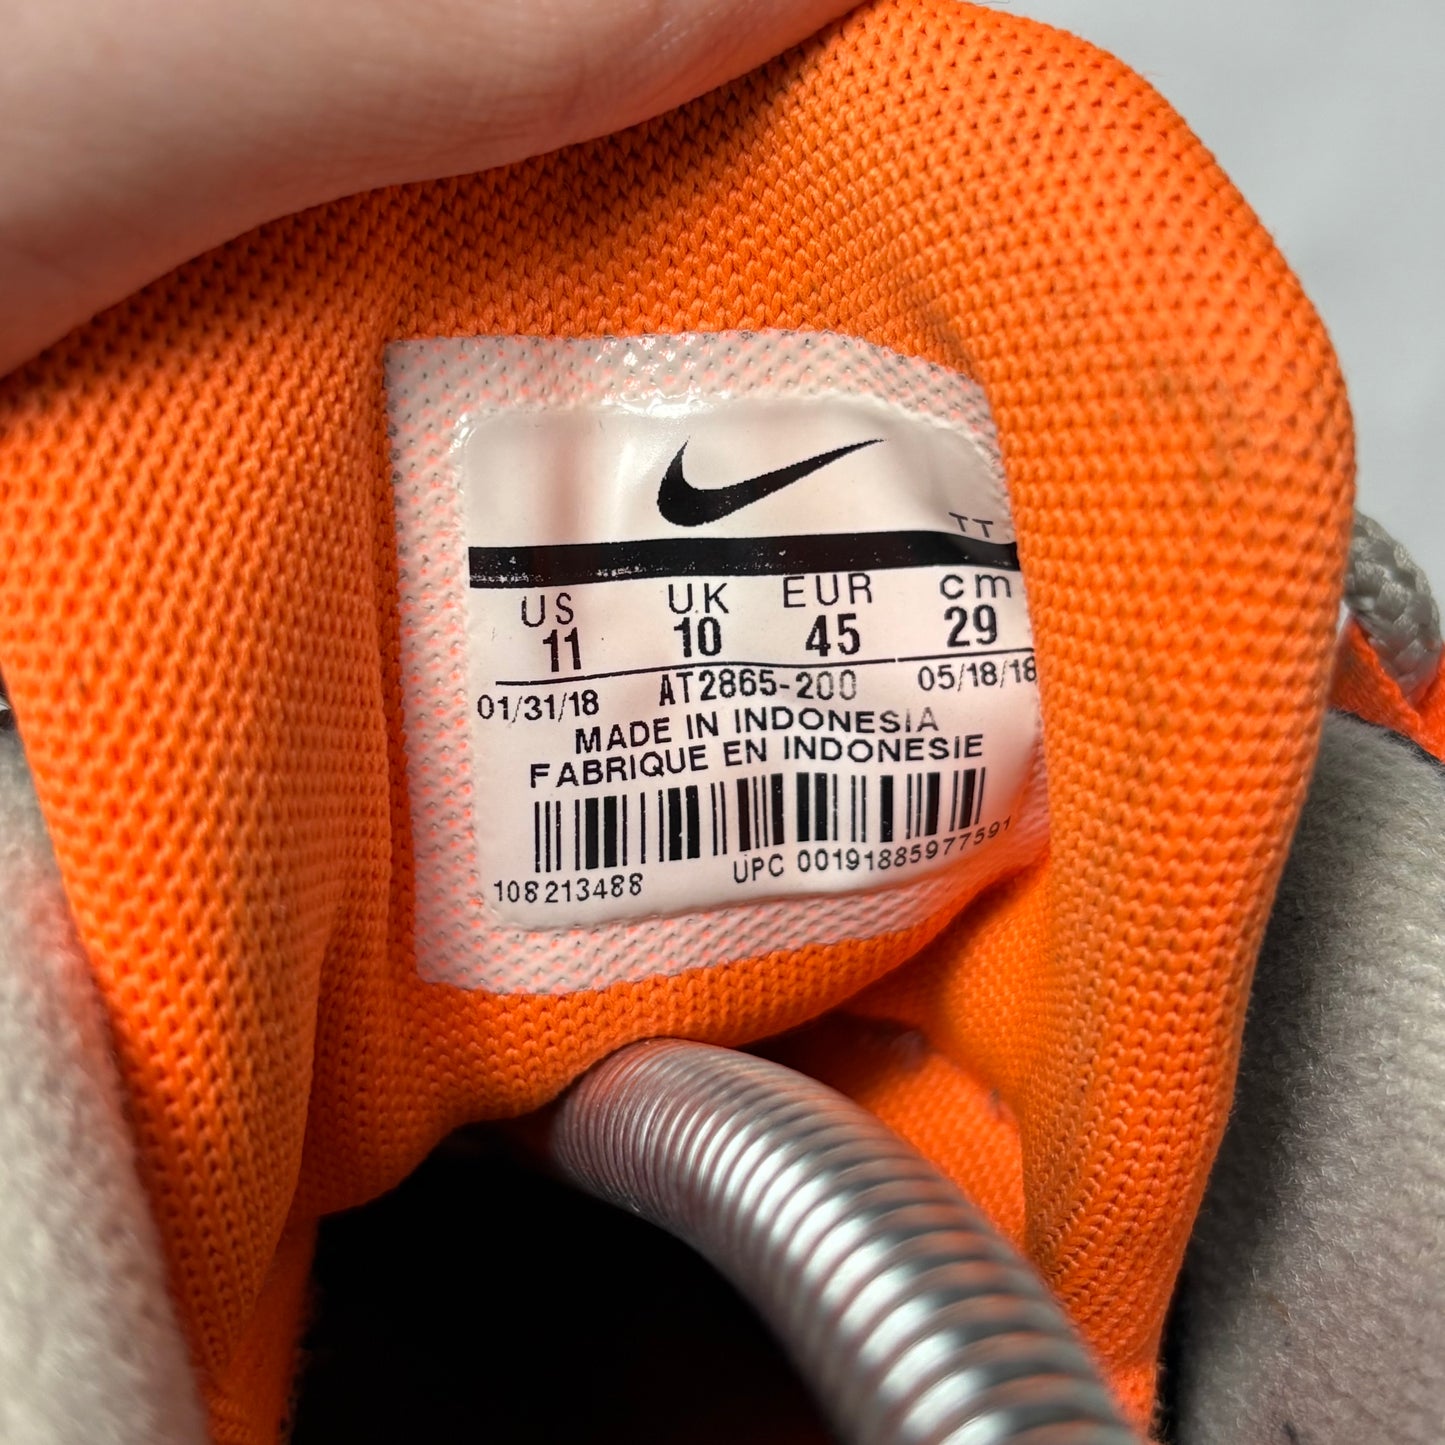 TT
US UK EUR cm
11 10 45 29
01/31/18 AT2865-200 05/18/18
MADE IN INDONESIA
FABRIQUE EN INDONESIE
108213488 UPC 00191885977591